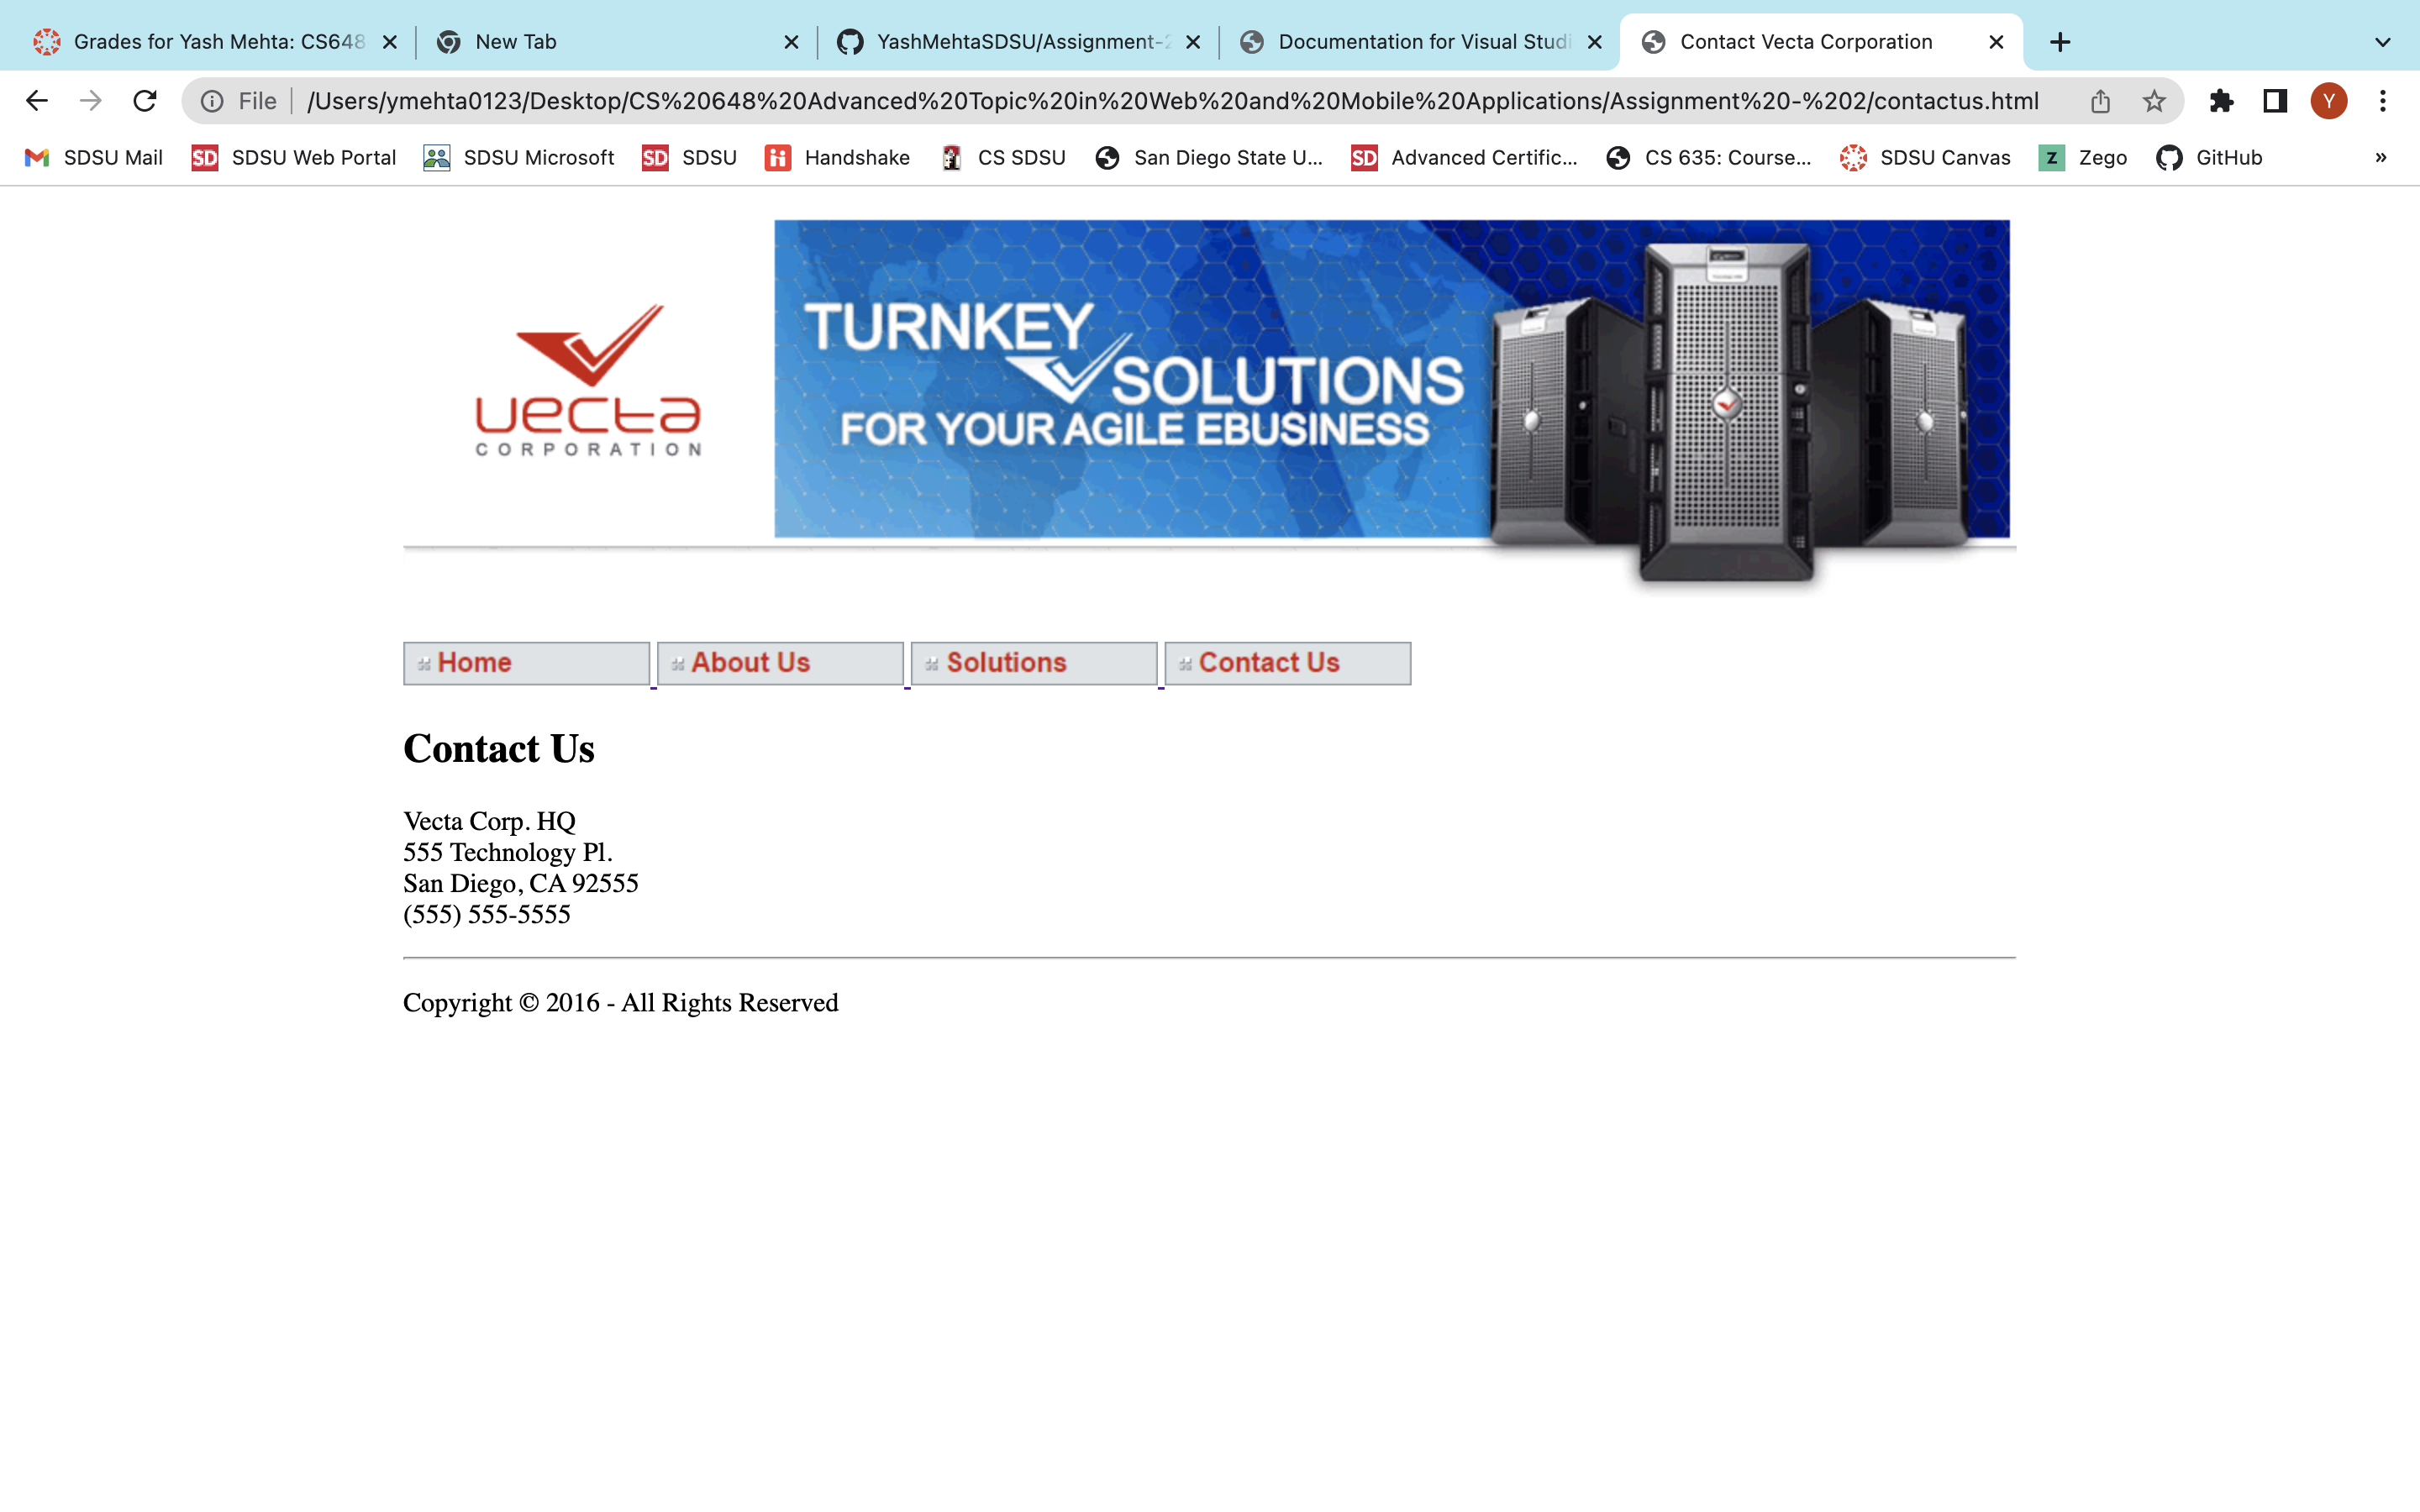 Grades for Yash Mehta: CS648
New Tab
YashMehtaSDSU/Assignment-2
Documentation for Visual Studi
Contact Vecta Corporation
File
/Users/ymehta0123/Desktop/CS%20648%20Advanced%20Topic%20in%20Web%20and%20Mobile%20Applications/Assignment%20-%202/contactus.html
Y
SDSU Mail
SD SDSU Web Portal
SDSU Microsoft
SD SDSU
Handshake
CS SDSU
San Diego State U...
SD Advanced Certific...
CS 635: Course...
SDSU Canvas
Z Zego
GitHub
»
vecta
CORPORATION
TURNKEY
SOLUTIONS
FOR YOUR AGILE EBUSINESS
Home
About Us
Solutions
Contact Us
Contact Us
Vecta Corp. HQ
555 Technology Pl.
San Diego, CA 92555
(555) 555-5555
Copyright © 2016 - All Rights Reserved